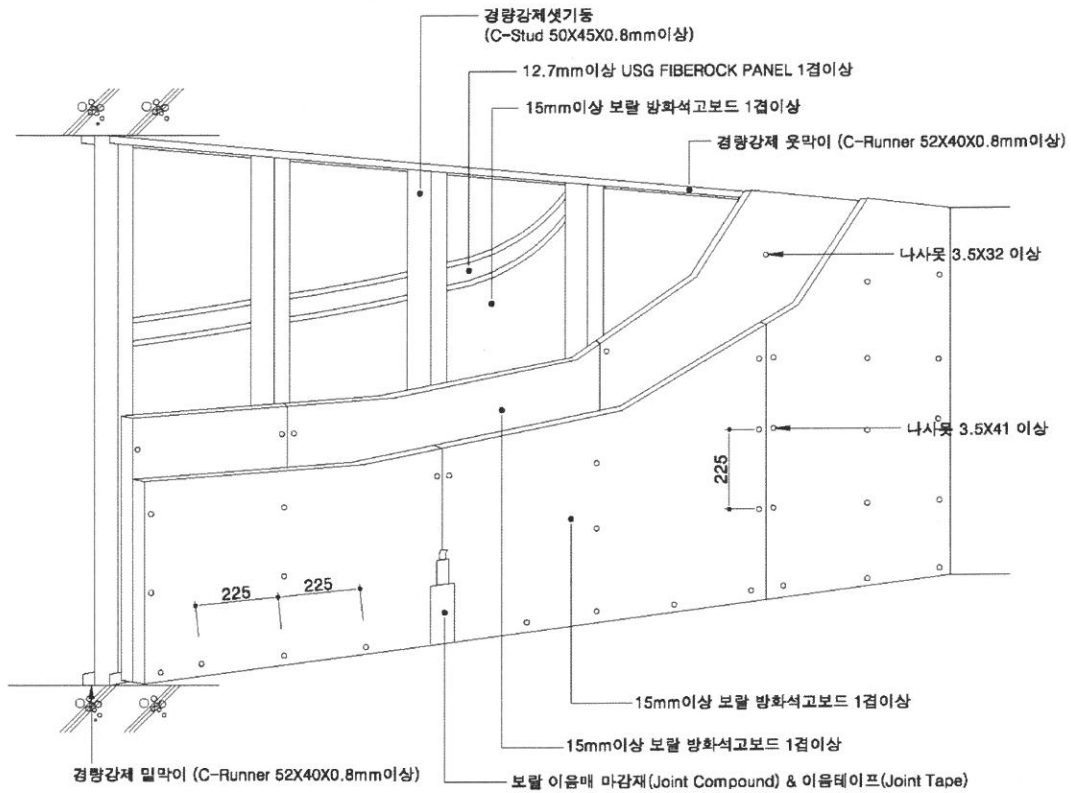 경량강제샛기둥
(C-Stud 50X45X0.8mm이상)
12.7mm이상 USG FIBEROCK PANEL 1겹이상
15mm이상 보랄 방화석고보드 1겹이상
경량강제 웃막이 (C-Runner 52X40X0.8mm이상)
나사못 3.5X32 이상
나사못 3.5X41 이상
225
225
225
15mm이상 보랄 방화석고보드 1겹이상
15mm이상 보랄 방화석고보드 1겹이상
경량강제 밑막이 (C-Runner 52X40X0.8mm이상)
보랄 이음매 마감재(Joint Compound) & 이음테이프(Joint Tape)